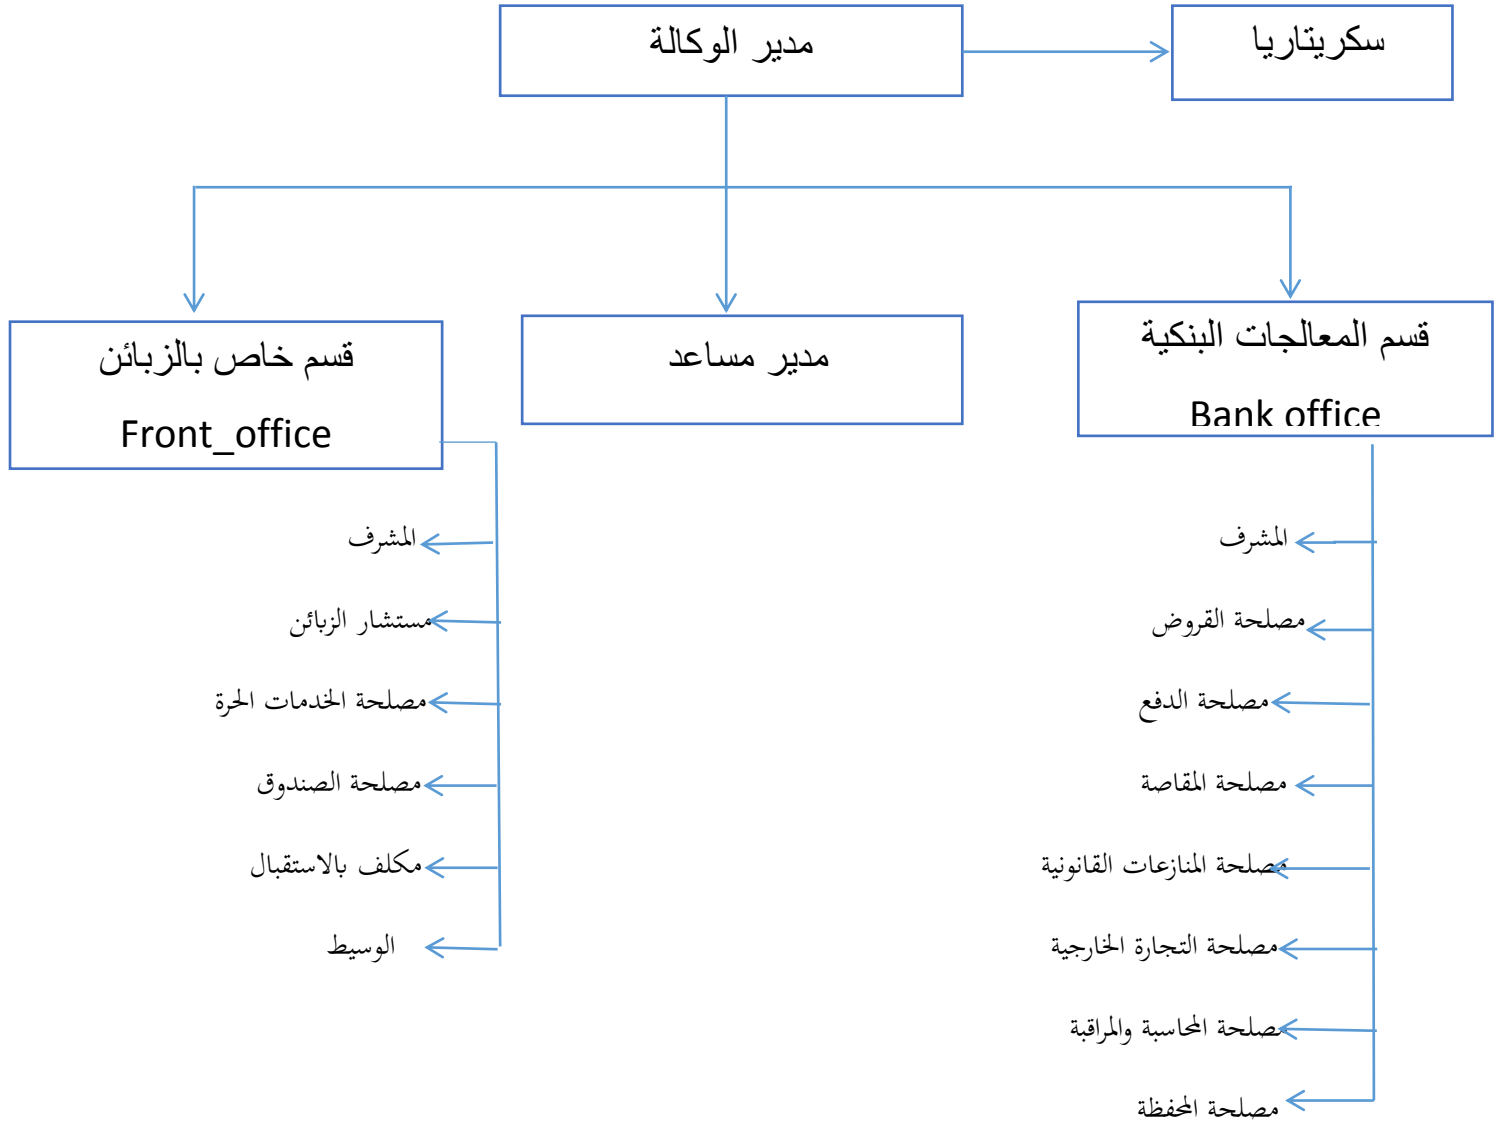 مدير الوكالة
سكريتاريا
قسم المعالجات البنكية
Bank office
مدير مساعد
قسم خاص بالزبائن
Front_office
المشرف
مصلحة القروض
مصلحة الدفع
مصلحة المقاصة
مصلحة المنازعات القانونية
مصلحة التجارة الخارجية
مصلحة المحاسبة والمراقبة
مصلحة المحفظة
المشرف
مستشار الزبائن
مصلحة الخدمات الحرة
مصلحة الصندوق
مكلف بالاستقبال
الوسيط